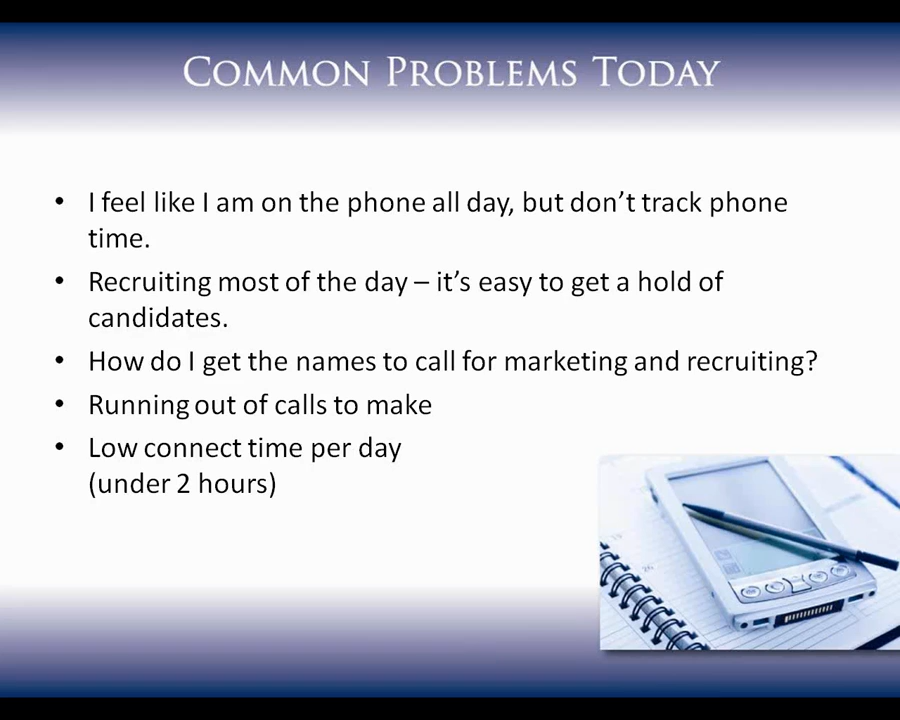 COMMON PROBLEMS TODAY
• I feel like I am on the phone all day, but don’t track phone
time.
• Recruiting most of the day – it’s easy to get a hold of
candidates.
• How do I get the names to call for marketing and recruiting?
• Running out of calls to make
• Low connect time per day
(under 2 hours)